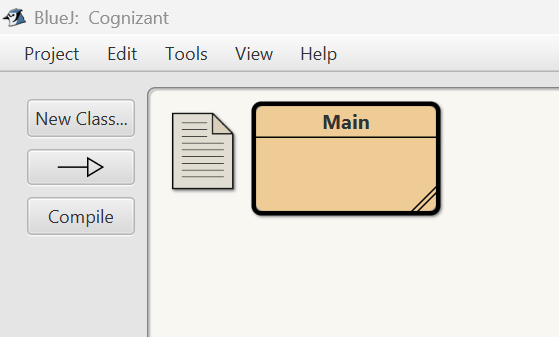 BlueJ: Cognizant
Project Edit Tools View Help
New Class...
Compile
Main